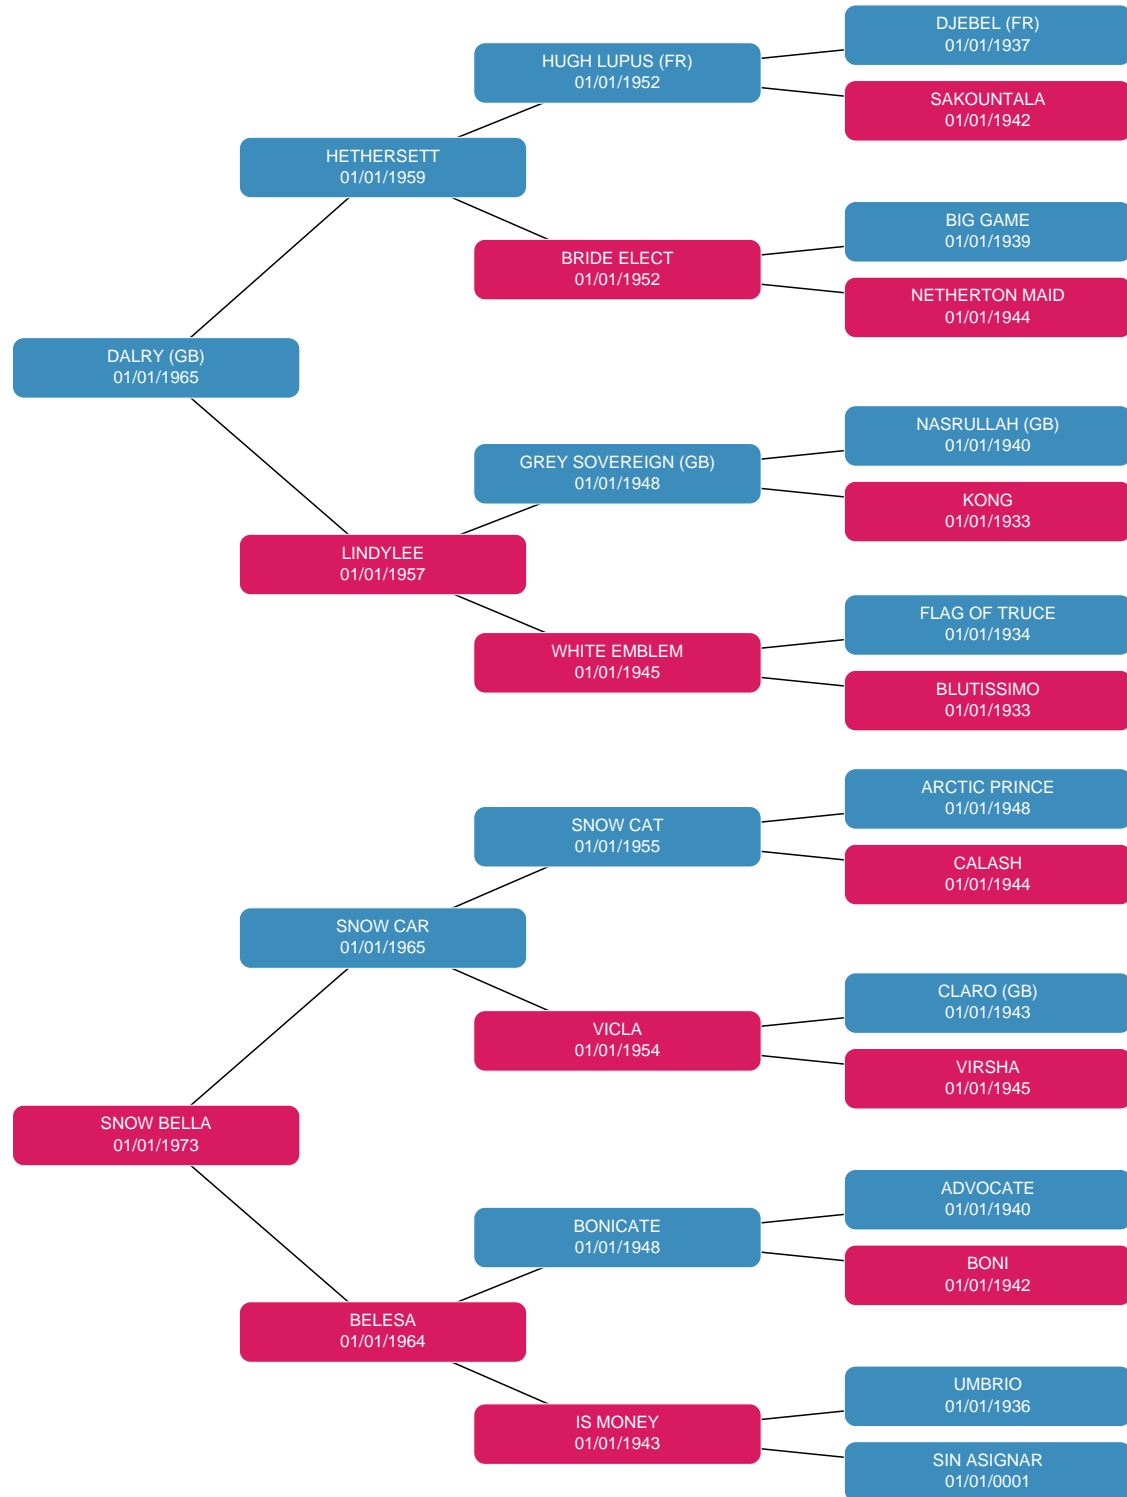 DJEBEL (FR)
01/01/1937
HUGH LUPUS (FR)
01/01/1952
SAKOUNTALA
01/01/1942
HETHERSETT
01/01/1959
BIG GAME
01/01/1939
BRIDE ELECT
01/01/1952
NETHERTON MAID
01/01/1944
DALRY (GB)
01/01/1965
NASRULLAH (GB)
01/01/1940
GREY SOVEREIGN (GB)
01/01/1948
KONG
01/01/1933
LINDYLEE
01/01/1957
FLAG OF TRUCE
01/01/1934
WHITE EMBLEM
01/01/1945
BLUTISSIMO
01/01/1933
ARCTIC PRINCE
01/01/1948
SNOW CAT
01/01/1955
CALASH
01/01/1944
SNOW CAR
01/01/1965
CLARO (GB)
01/01/1943
VICLA
01/01/1954
VIRSHA
01/01/1945
SNOW BELLA
01/01/1973
ADVOCATE
01/01/1940
BONICATE
01/01/1948
BONI
01/01/1942
BELESA
01/01/1964
UMBRIO
01/01/1936
IS MONEY
01/01/1943
SIN ASIGNAR
01/01/0001